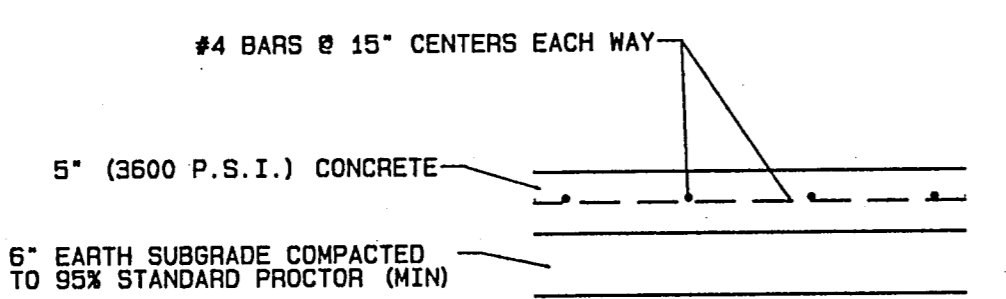 #4 BARS @ 15" CENTERS EACH WAY
5" (3600 P.S.I.) CONCRETE
6" EARTH SUBGRADE COMPACTED
TO 95% STANDARD PROCTOR (MIN)